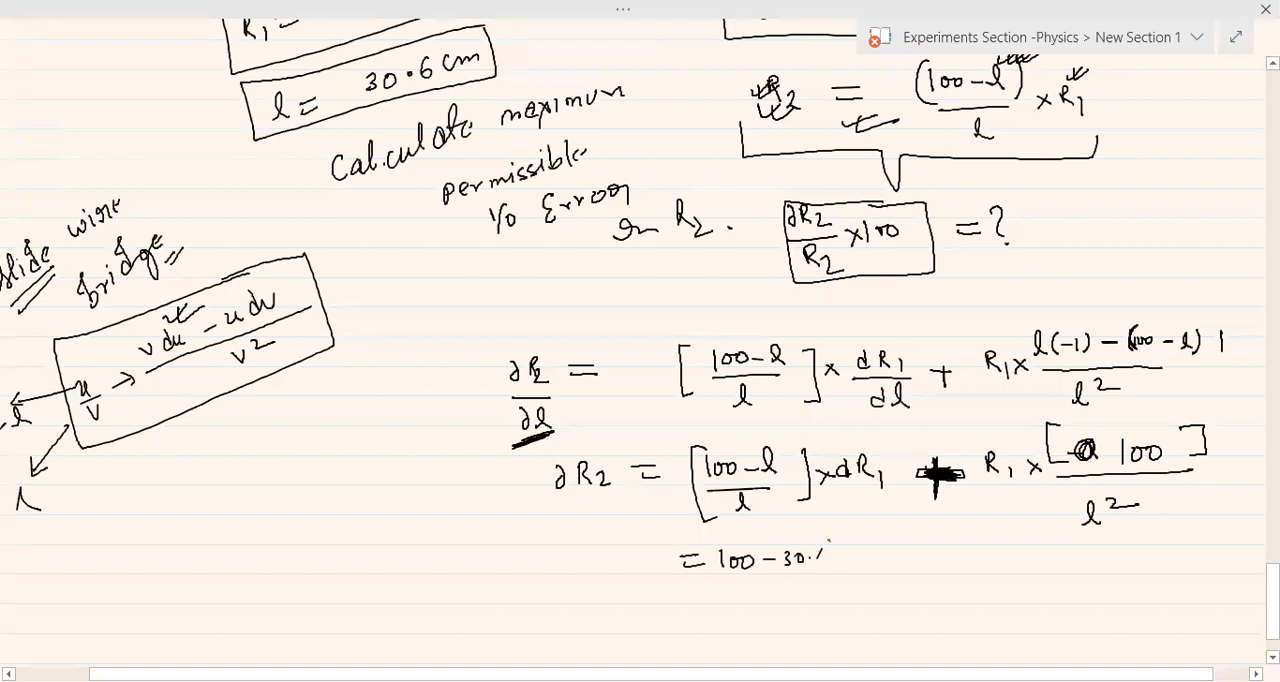 Experiments Section -Physics > New Section 1
R₁ =
l = 30.6 cm
Calculate maximum
permissible
% Error
In R₂.
R₂ = (100-l)/l × R₁
∂R₂/R₂ ×100 = ?
slide wire
bridge
u/v → (v du - u dv)/v²
l
∂R₂/∂l = [100-l/l] × dR₁/dl + R₁ × (l(-1) - (100-l) 1)/l²
∂R₂ = [100-l/l] × dR₁ + R₁ × [100]/l²
= 100 - 30.